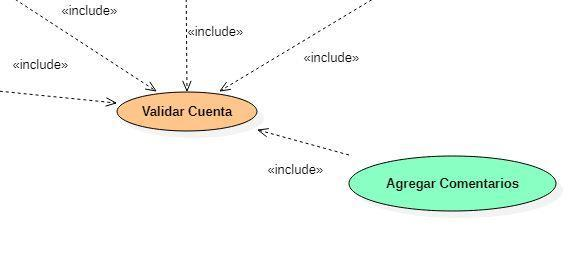 «include»
«include»
«include»
«include»
Validar Cuenta
«include»
Agregar Comentarios